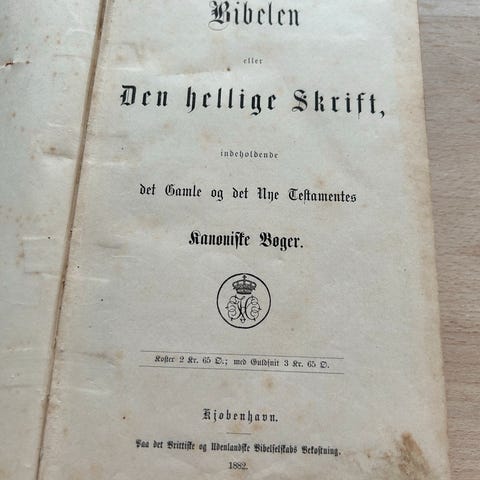 Bibelen
eller
Den hellige Skrift,
indeholdende
det Gamle og det Nye Testamentes
Kanoniske Bøger.
Koster 2 Kr. 65 Ø.; med Guldsnit 3 Kr. 65 Ø.
Kjøbenhavn.
Paa det Brittiske og Udenlandske Bibelselskabs Bekostning.
1882.